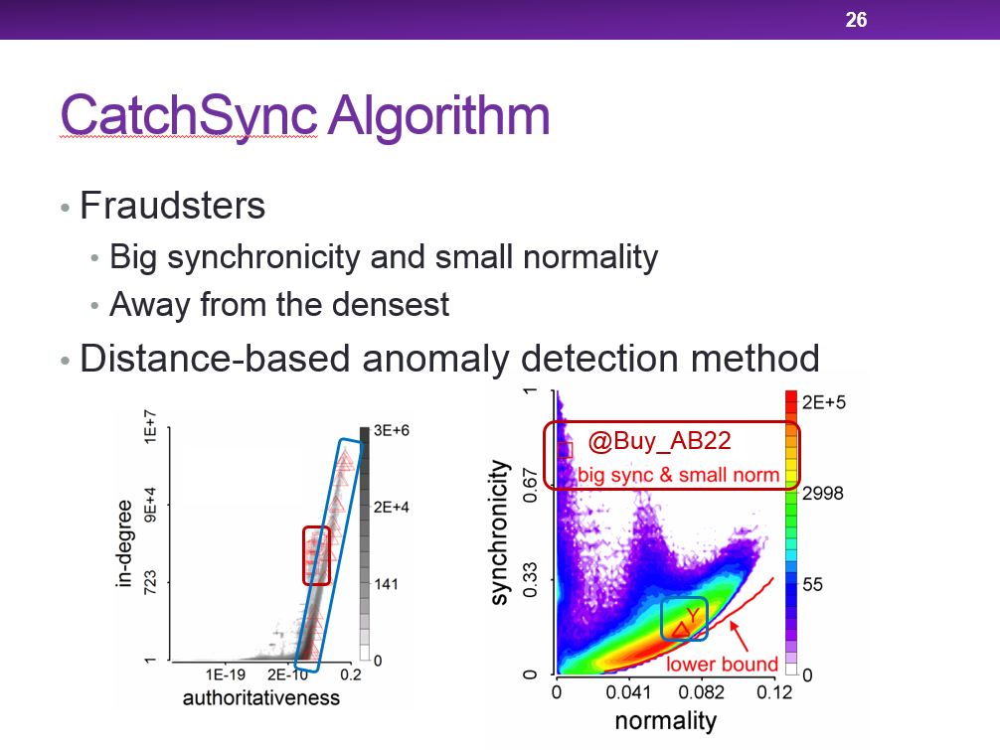 26
CatchSync Algorithm
• Fraudsters
• Big synchronicity and small normality
• Away from the densest
• Distance-based anomaly detection method
in-degree
1E+7
9E+4
723
1
3E+6
2E+4
141
0
1E-19
2E-10
0.2
authoritativeness
synchronicity
1
0.67
0.33
0
@Buy_AB22
big sync & small norm
Y
lower bound
2E+5
2998
55
0
0
0.041
0.082
0.12
normality